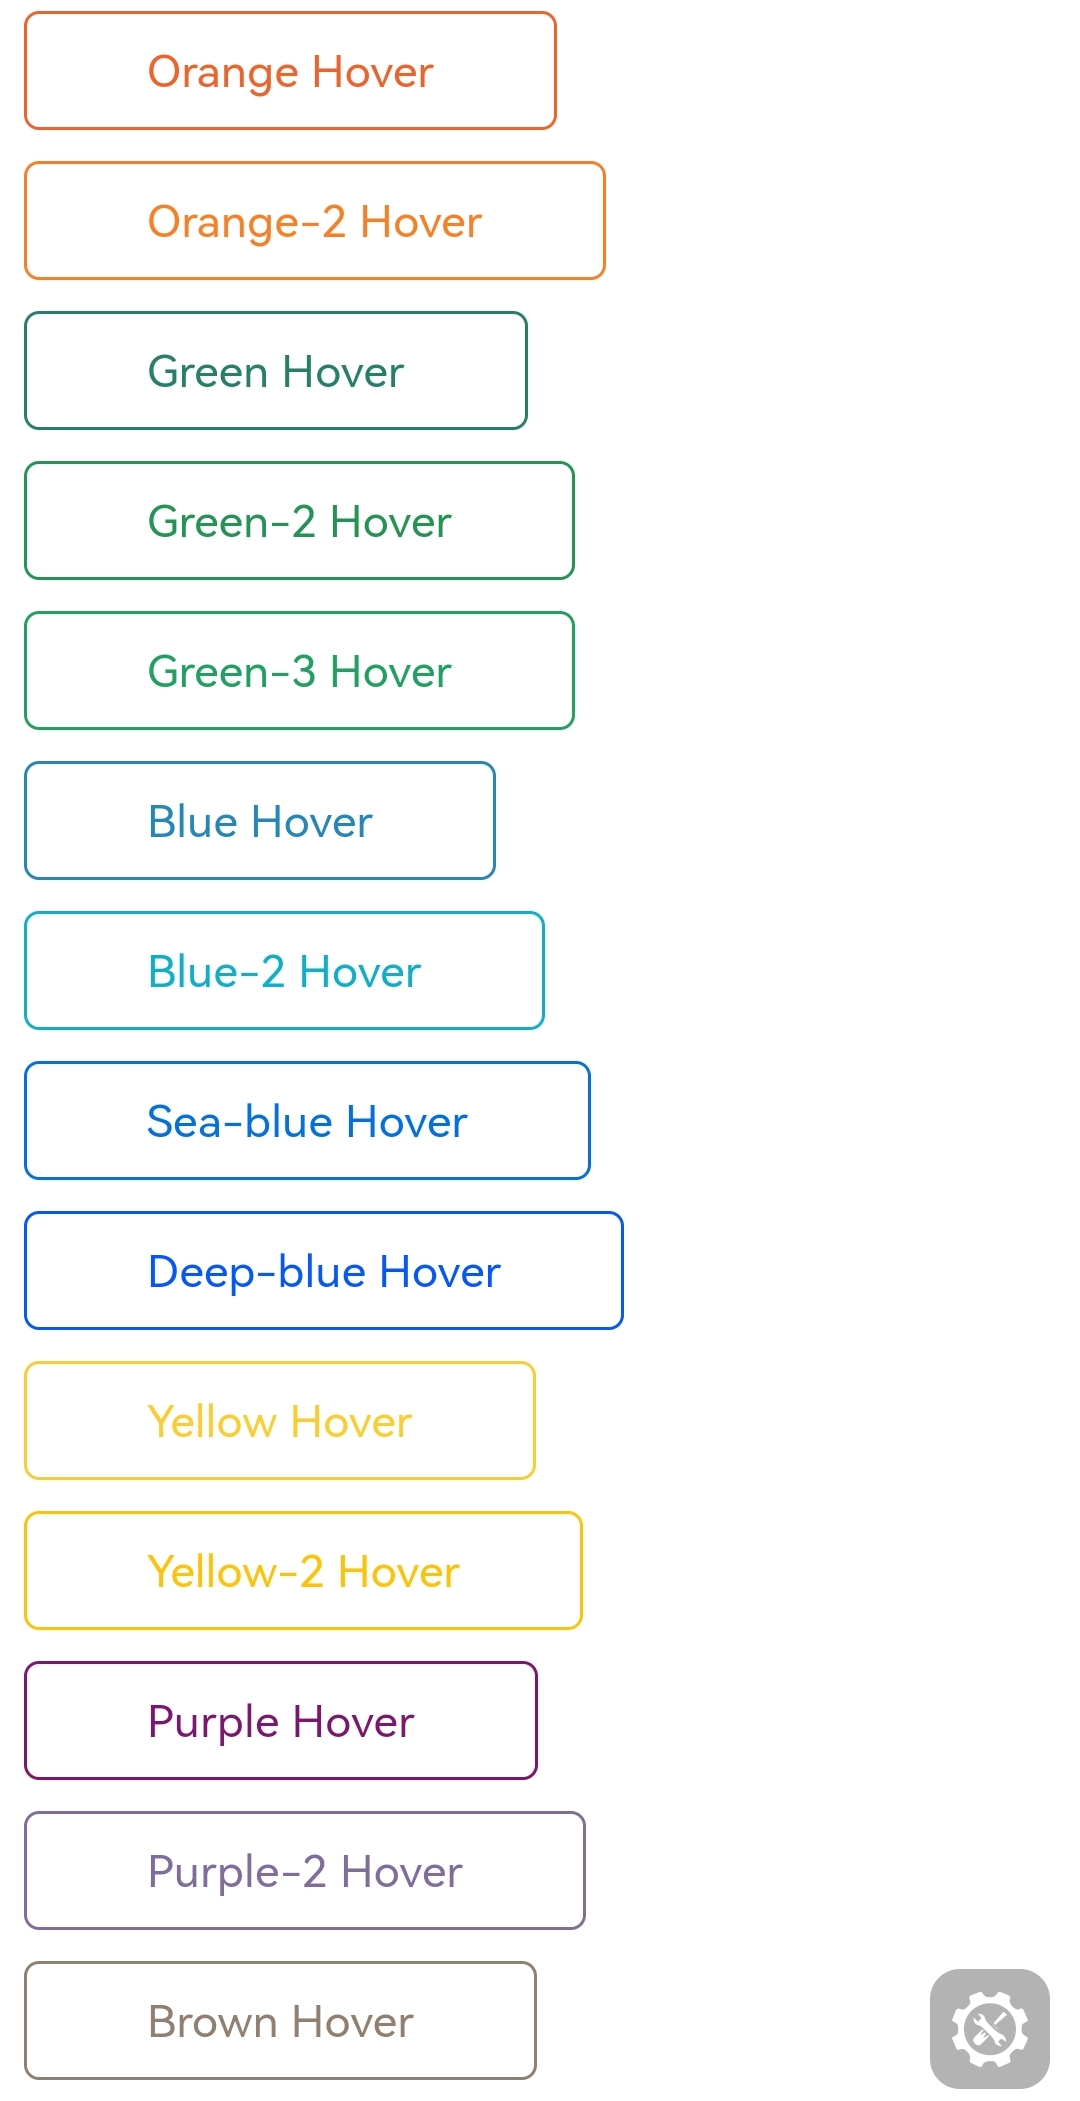 Orange Hover
Orange-2 Hover
Green Hover
Green-2 Hover
Green-3 Hover
Blue Hover
Blue-2 Hover
Sea-blue Hover
Deep-blue Hover
Yellow Hover
Yellow-2 Hover
Purple Hover
Purple-2 Hover
Brown Hover